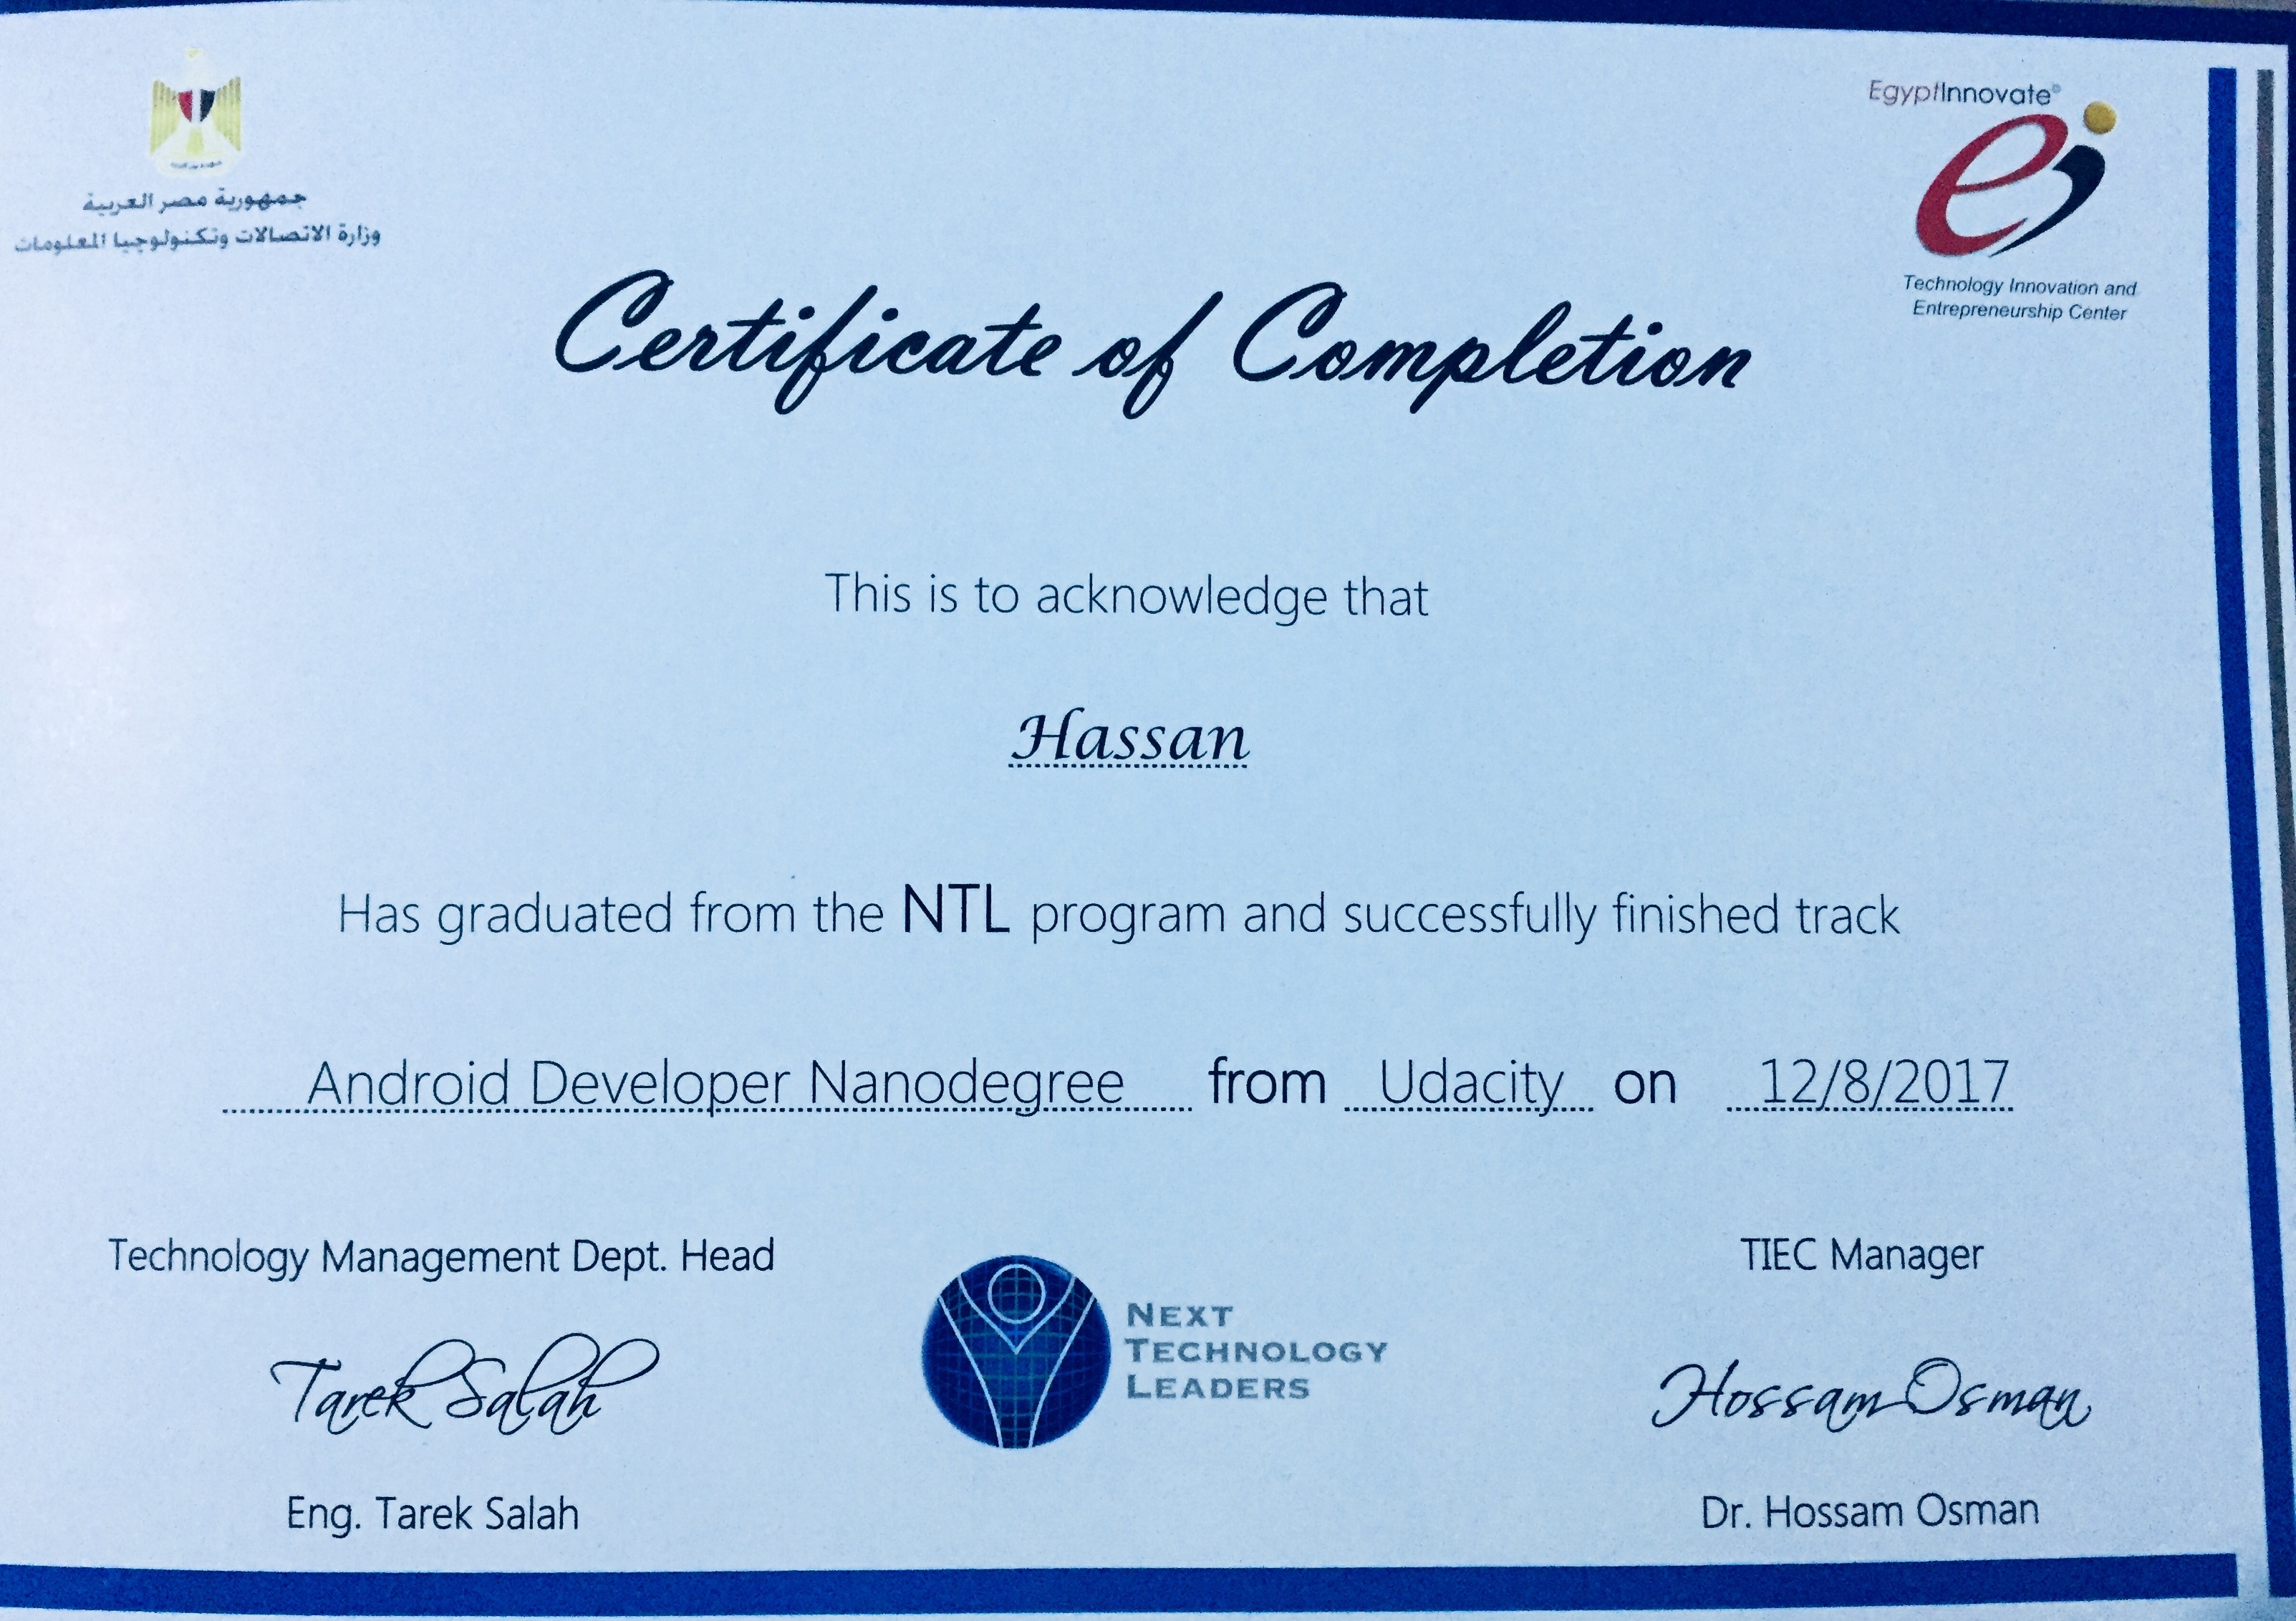 جمهورية مصر العربية
وزارة الاتصالات وتكنولوجيا المعلومات
EgyptInnovate®
ei
Technology Innovation and
Entrepreneurship Center
Certificate of Completion
This is to acknowledge that
Hassan
Has graduated from the NTL program and successfully finished track
Android Developer Nanodegree from Udacity on 12/8/2017
Technology Management Dept. Head
Tarek Salah
Eng. Tarek Salah
NEXT
TECHNOLOGY
LEADERS
TIEC Manager
Hossam Osman
Dr. Hossam Osman